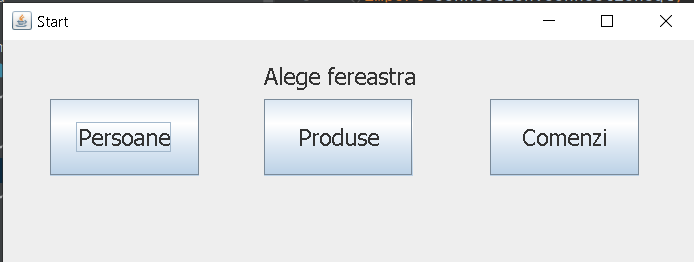 Start
Alege fereastra
Persoane
Produse
Comenzi